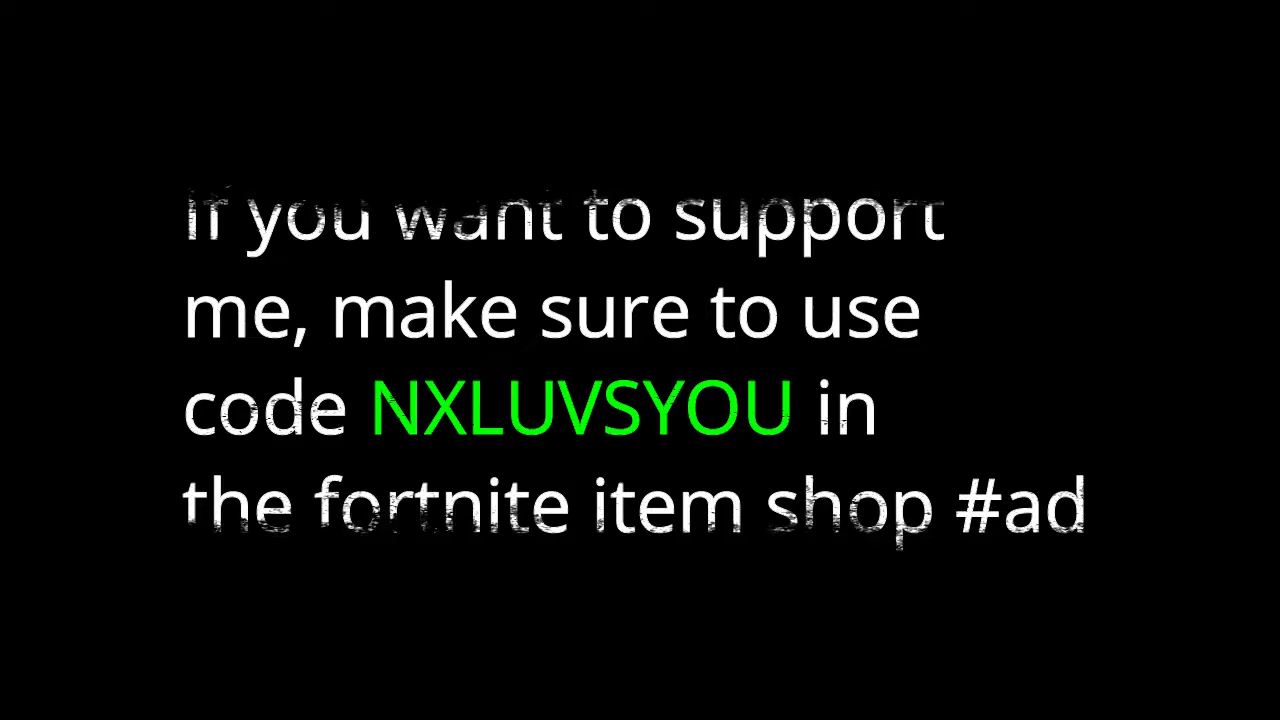 If you want to support
me, make sure to use
code NXLUVSYOU in
the fortnite item shop #ad